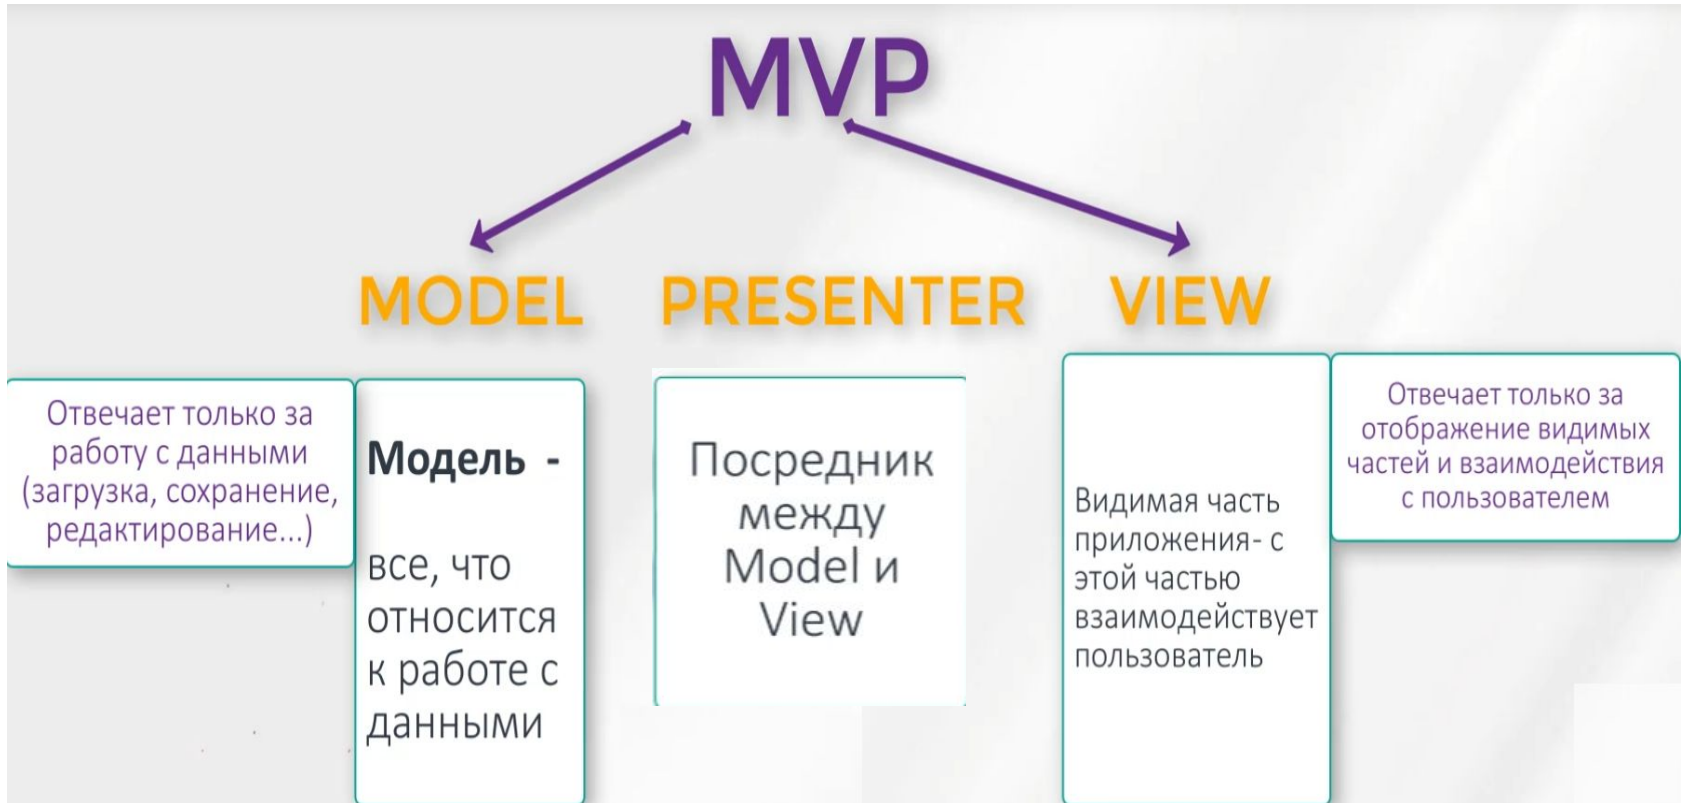 MVP
MODEL PRESENTER VIEW
Отвечает только за
работу с данными
(загрузка, сохранение,
редактирование...)
Модель -
все, что
относится
к работе с
данными
Посредник
между
Model и
View
Видимая часть
приложения- с
этой частью
взаимодействует
пользователь
Отвечает только за
отображение видимых
частей и взаимодействия
с пользователем